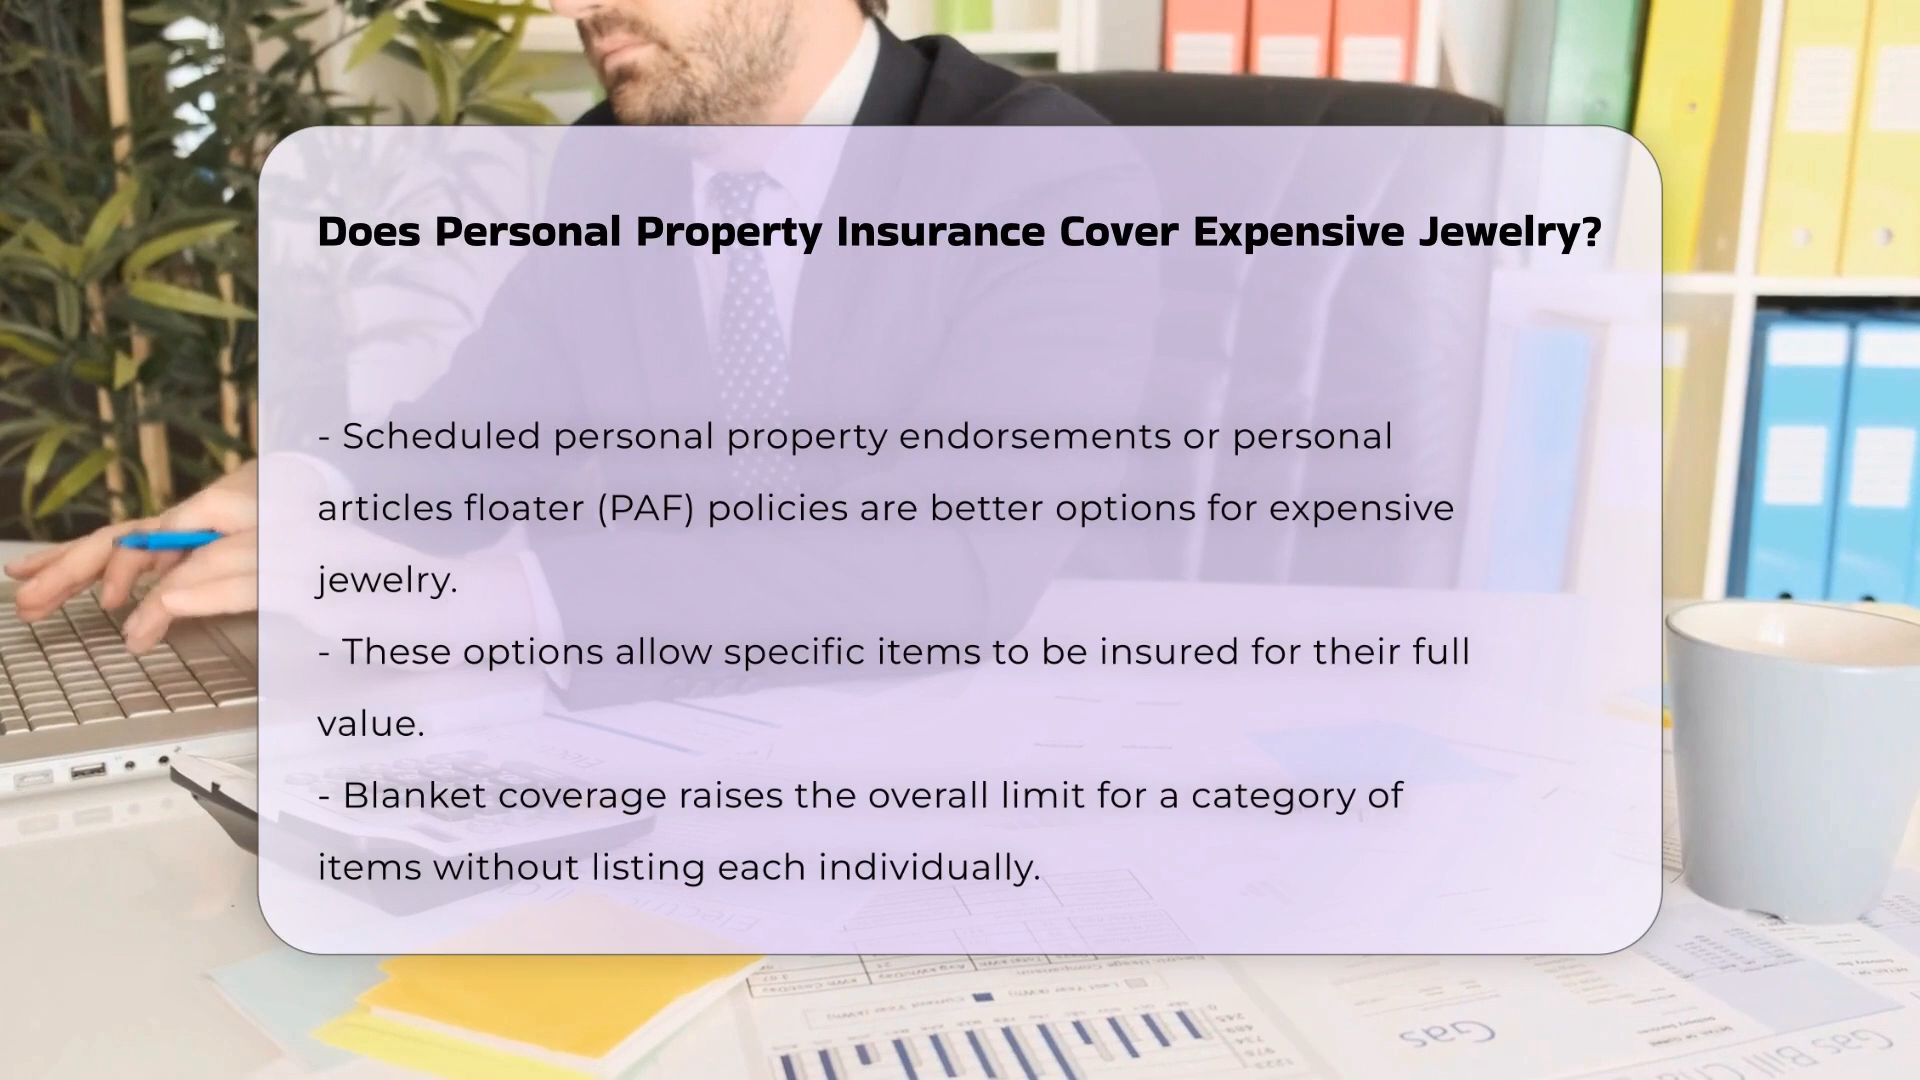 Does Personal Property Insurance Cover Expensive Jewelry?
- Scheduled personal property endorsements or personal
articles floater (PAF) policies are better options for expensive
jewelry.
- These options allow specific items to be insured for their full
value.
- Blanket coverage raises the overall limit for a category of
items without listing each individually.
Gas
Gas Bill